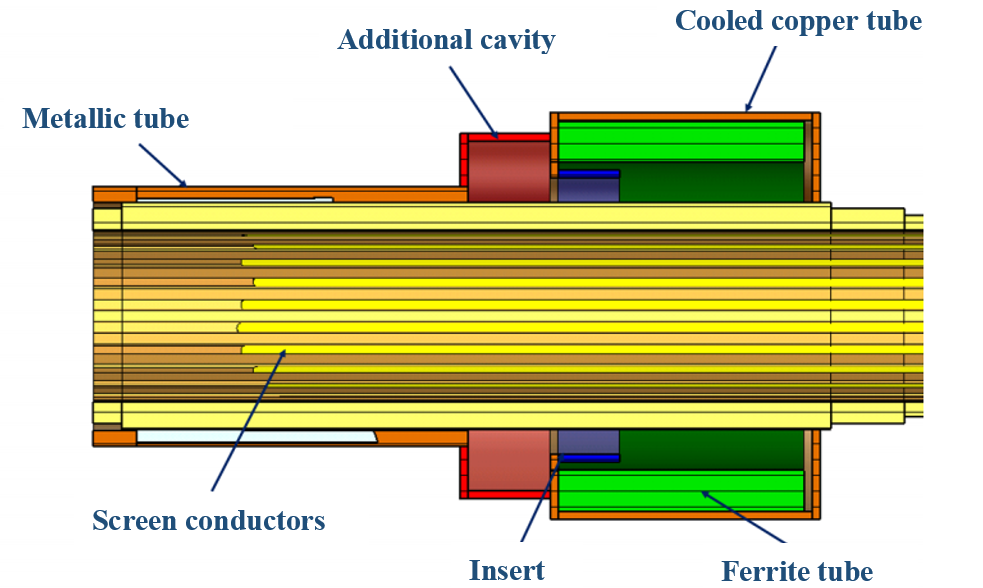 Cooled copper tube
Additional cavity
Metallic tube
Screen conductors
Insert
Ferrite tube